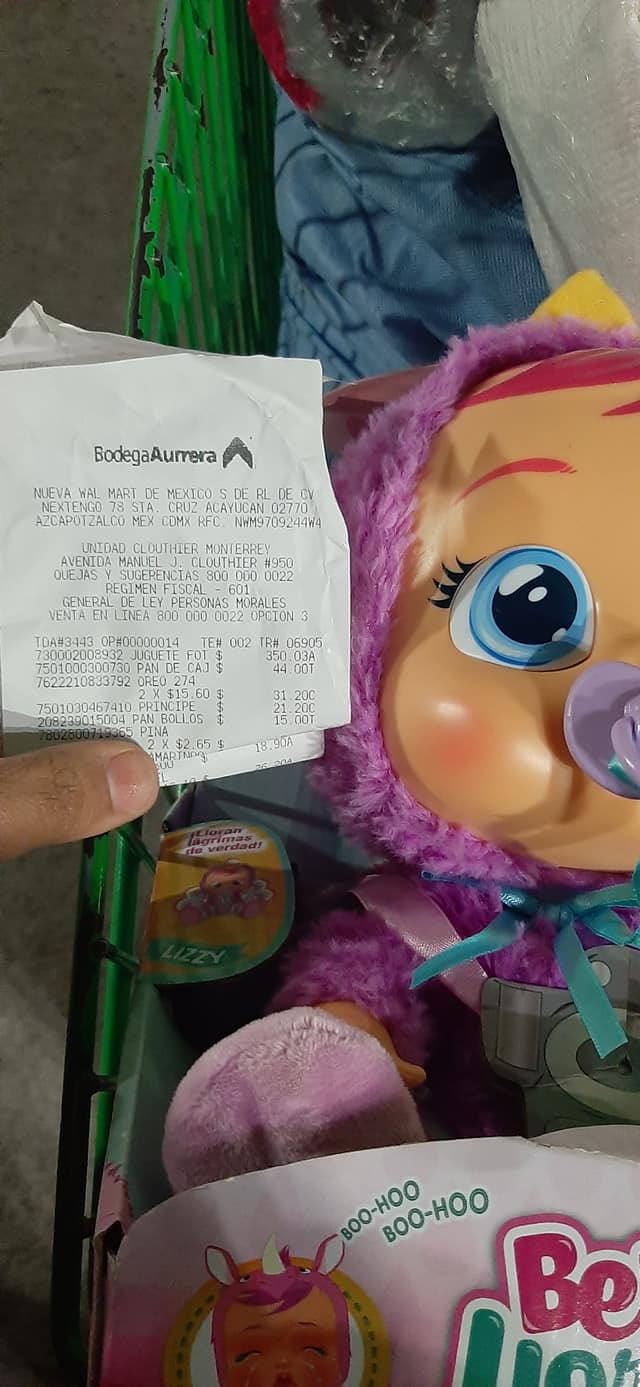 BodegaAurrera
NUEVA WAL MART DE MEXICO S DE RL DE CV
NEXTENGO 78 STA. CRUZ ACAYUCAN 02770
AZCAPOTZALCO MEX CDMX RFC. NWM9709244W4
UNIDAD CLOUTHIER MONTERREY
AVENIDA MANUEL J. CLOUTHIER #950
QUEJAS Y SUGERENCIAS 800 000 0022
REGIMEN FISCAL - 601
GENERAL DE LEY PERSONAS MORALES
VENTA EN LINEA 800 000 0022 OPCION 3
TDA#3443 OP#00000014 TE# 002 TR# 06905
730002008932 JUGUETE FOT $ 350.03A
7501000300730 PAN DE CAJ $ 44.00T
7622210833792 OREO 274
2 X $15.60 $ 31.20C
7501030467410 PRINCIPE $ 21.20C
208239015004 PAN BOLLOS $ 15.00T
7802800719365 PINA
2 X $2.65 $ 18.90A
AMARINDO $
¡Lloran
lágrimas
de verdad!
LIZZY
BOO-HOO
BOO-HOO
Be